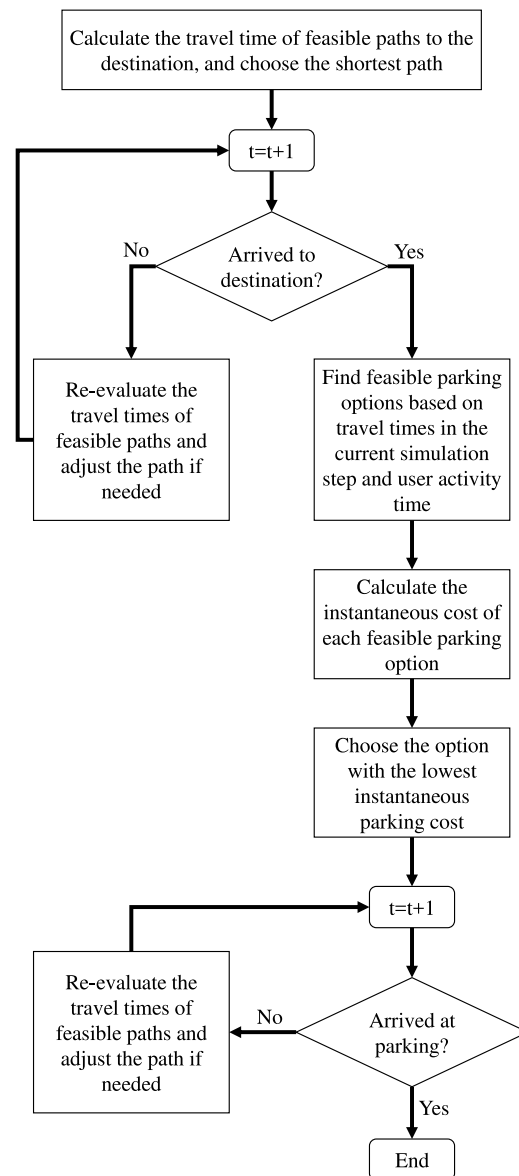 Calculate the travel time of feasible paths to the
destination, and choose the shortest path
t=t+1
No
Arrived to
destination?
Yes
Re-evaluate the
travel times of
feasible paths and
adjust the path if
needed
Find feasible parking
options based on
travel times in the
current simulation
step and user activity
time
Calculate the
instantaneous cost of
each feasible parking
option
Choose the option
with the lowest
instantaneous
parking cost
t=t+1
Re-evaluate the
travel times of
feasible paths and
adjust the path if
needed
No
Arrived at
parking?
Yes
End